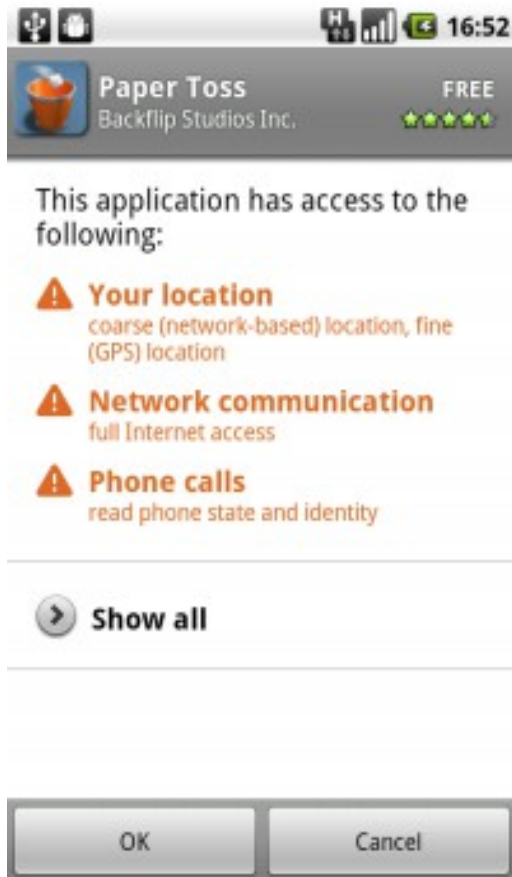 H 16:52
Paper Toss FREE
Backflip Studios Inc.
This application has access to the
following:
Your location
coarse (network-based) location, fine
(GPS) location
Network communication
full Internet access
Phone calls
read phone state and identity
Show all
OK Cancel